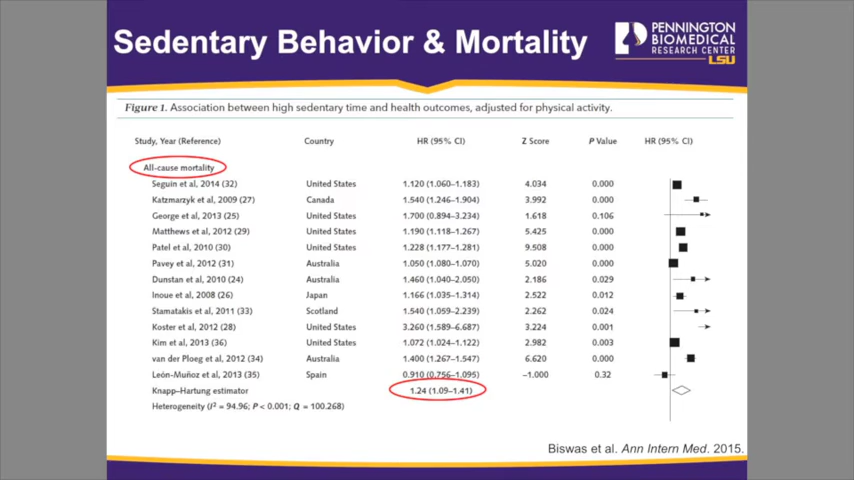 Sedentary Behavior & Mortality
PENNINGTON
BIOMEDICAL
RESEARCH CENTER
LSU
Figure 1. Association between high sedentary time and health outcomes, adjusted for physical activity.
Study, Year (Reference) Country HR (95% CI) Z Score P Value HR (95% CI)
All-cause mortality
Seguin et al, 2014 (32) United States 1.120 (1.060–1.183) 4.034 0.000
Katzmarzyk et al, 2009 (27) Canada 1.540 (1.246–1.904) 3.992 0.000
George et al, 2013 (25) United States 1.700 (0.894–3.234) 1.618 0.106
Matthews et al, 2012 (29) United States 1.190 (1.118–1.267) 5.425 0.000
Patel et al, 2010 (30) United States 1.228 (1.177–1.281) 9.508 0.000
Pavey et al, 2012 (31) Australia 1.050 (1.080–1.070) 5.020 0.000
Dunstan et al, 2010 (24) Australia 1.460 (1.040–2.050) 2.186 0.029
Inoue et al, 2008 (26) Japan 1.166 (1.035–1.314) 2.522 0.012
Stamatakis et al, 2011 (33) Scotland 1.540 (1.059–2.239) 2.262 0.024
Koster et al, 2012 (28) United States 3.260 (1.589–6.687) 3.224 0.001
Kim et al, 2013 (36) United States 1.072 (1.024–1.122) 2.982 0.003
van der Ploeg et al, 2012 (34) Australia 1.400 (1.267–1.547) 6.620 0.000
León-Muñoz et al, 2013 (35) Spain 0.910 (0.756–1.095) –1.000 0.32
Knapp–Hartung estimator 1.24 (1.09–1.41)
Heterogeneity (I² = 94.96; P < 0.001; Q = 100.268)
Biswas et al. Ann Intern Med. 2015.